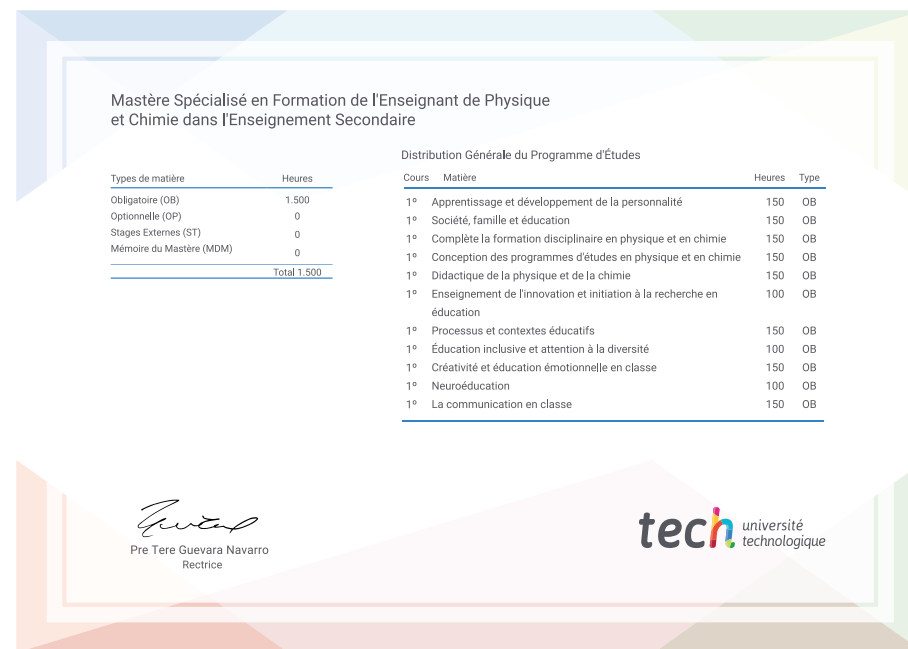 Mastère Spécialisé en Formation de l'Enseignant de Physique
et Chimie dans l'Enseignement Secondaire
Types de matière Heures
Obligatoire (OB) 1.500
Optionnelle (OP) 0
Stages Externes (ST) 0
Mémoire du Mastère (MDM) 0
Total 1.500
Distribution Générale du Programme d'Études
Cours Matière Heures Type
1º Apprentissage et développement de la personnalité 150 OB
1º Société, famille et éducation 150 OB
1º Complète la formation disciplinaire en physique et en chimie 150 OB
1º Conception des programmes d'études en physique et en chimie 150 OB
1º Didactique de la physique et de la chimie 150 OB
1º Enseignement de l'innovation et initiation à la recherche en 100 OB
éducation
1º Processus et contextes éducatifs 150 OB
1º Éducation inclusive et attention à la diversité 100 OB
1º Créativité et éducation émotionnelle en classe 150 OB
1º Neuroéducation 100 OB
1º La communication en classe 150 OB
Pre Tere Guevara Navarro
Rectrice
tech université
technologique